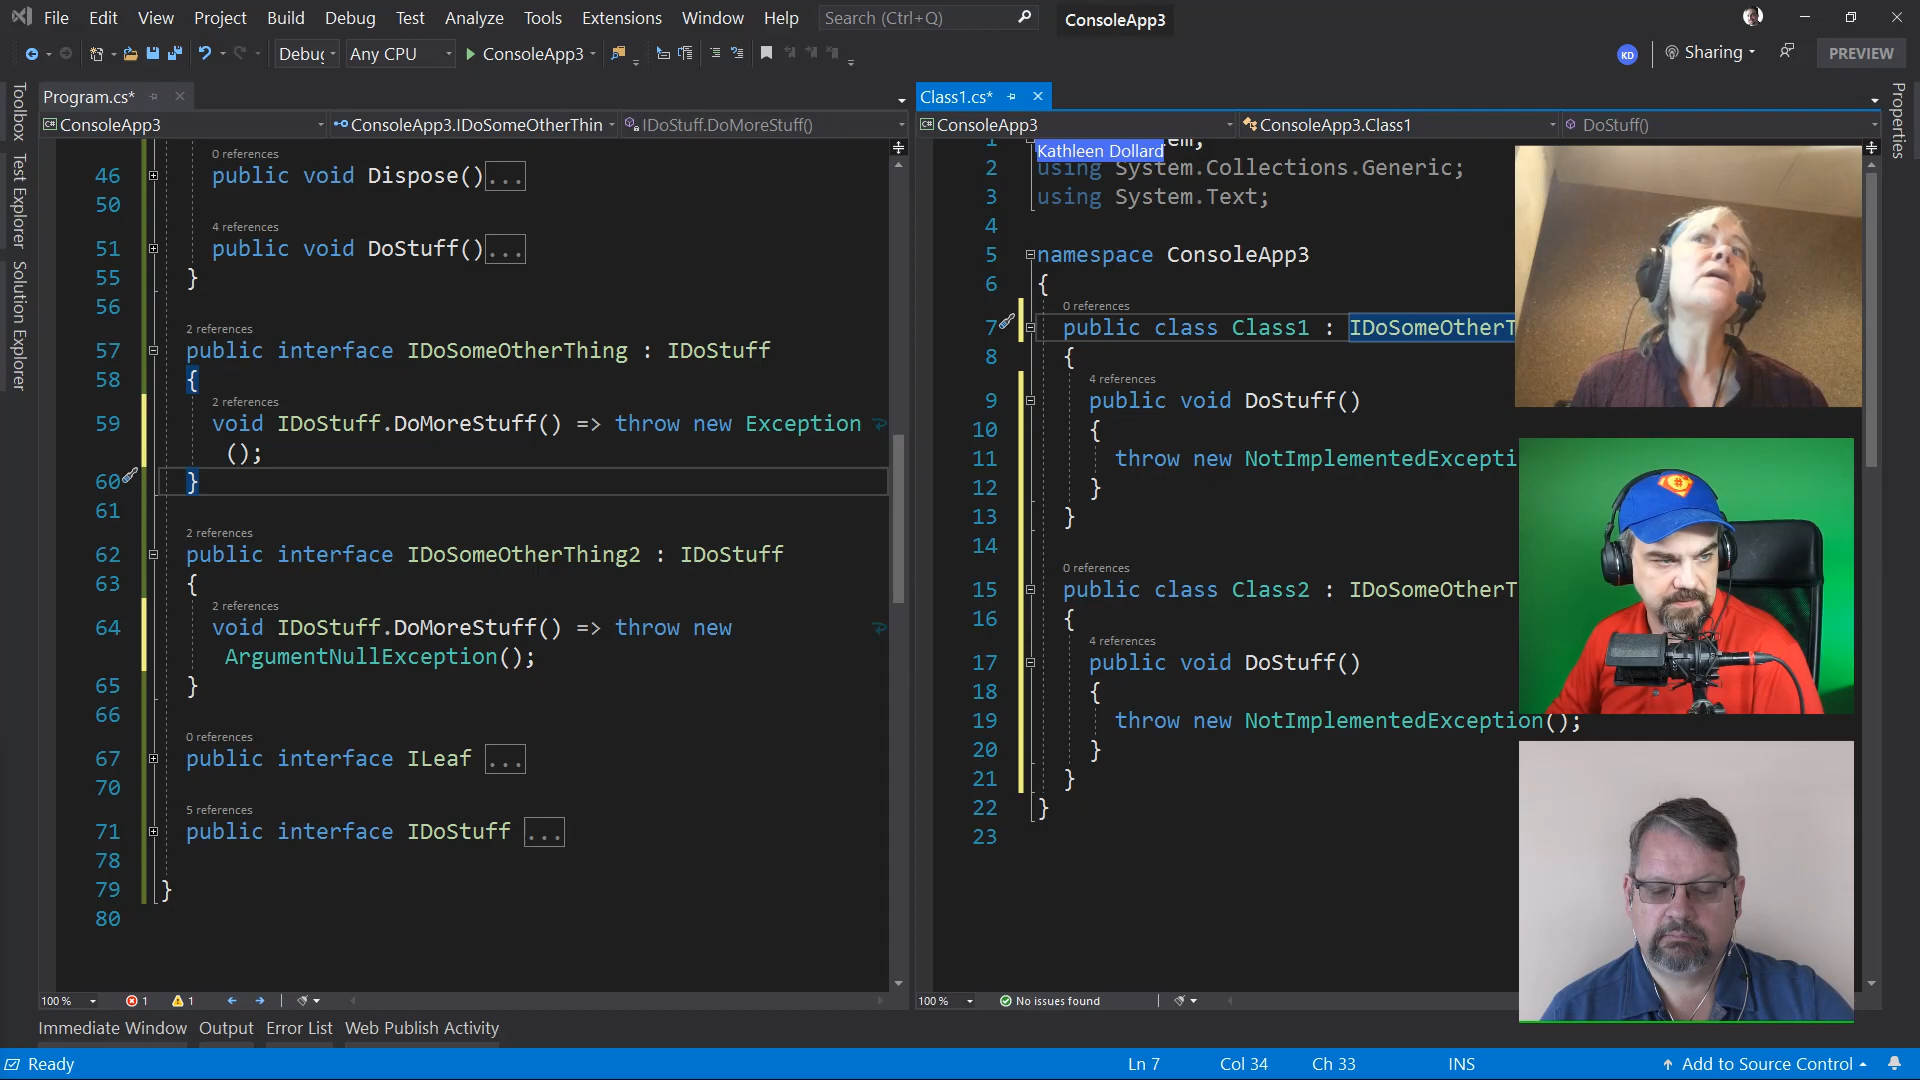 File Edit View Project Build Debug Test Analyze Tools Extensions Window Help Search (Ctrl+Q) ConsoleApp3
Debug Any CPU ConsoleApp3 KD Sharing PREVIEW
Toolbox
Test Explorer
Solution Explorer
Program.cs*
ConsoleApp3 ConsoleApp3.IDoSomeOtherThin IDoStuff.DoMoreStuff()
0 references
46 public void Dispose()...
50
4 references
51 public void DoStuff()...
55 }
56
2 references
57 public interface IDoSomeOtherThing : IDoStuff
58 {
2 references
59 void IDoStuff.DoMoreStuff() => throw new Exception
();
60 }
61
2 references
62 public interface IDoSomeOtherThing2 : IDoStuff
63 {
2 references
64 void IDoStuff.DoMoreStuff() => throw new
ArgumentNullException();
65 }
66
0 references
67 public interface ILeaf ...
70
5 references
71 public interface IDoStuff ...
78
79 }
80
100 % 1 1
Class1.cs*
ConsoleApp3 ConsoleApp3.Class1 DoStuff()
Kathleen Dollard
1 em;
2 using System.Collections.Generic;
3 using System.Text;
4
5 namespace ConsoleApp3
6 {
0 references
7 public class Class1 : IDoSomeOtherT
8 {
4 references
9 public void DoStuff()
10 {
11 throw new NotImplementedExcepti
12 }
13 }
14
0 references
15 public class Class2 : IDoSomeOtherT
16 {
4 references
17 public void DoStuff()
18 {
19 throw new NotImplementedException();
20 }
21 }
22 }
23
100 % No issues found
Properties
Immediate Window Output Error List Web Publish Activity
Ready Ln 7 Col 34 Ch 33 INS Add to Source Control